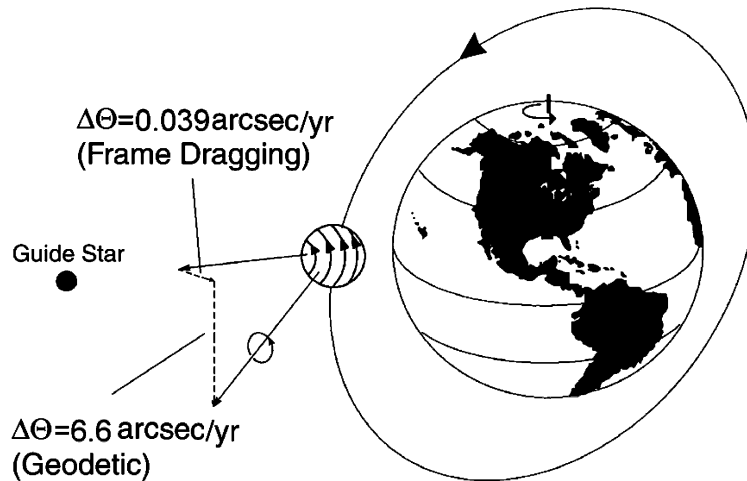 ΔΘ=0.039arcsec/yr
(Frame Dragging)
Guide Star
ΔΘ=6.6 arcsec/yr
(Geodetic)